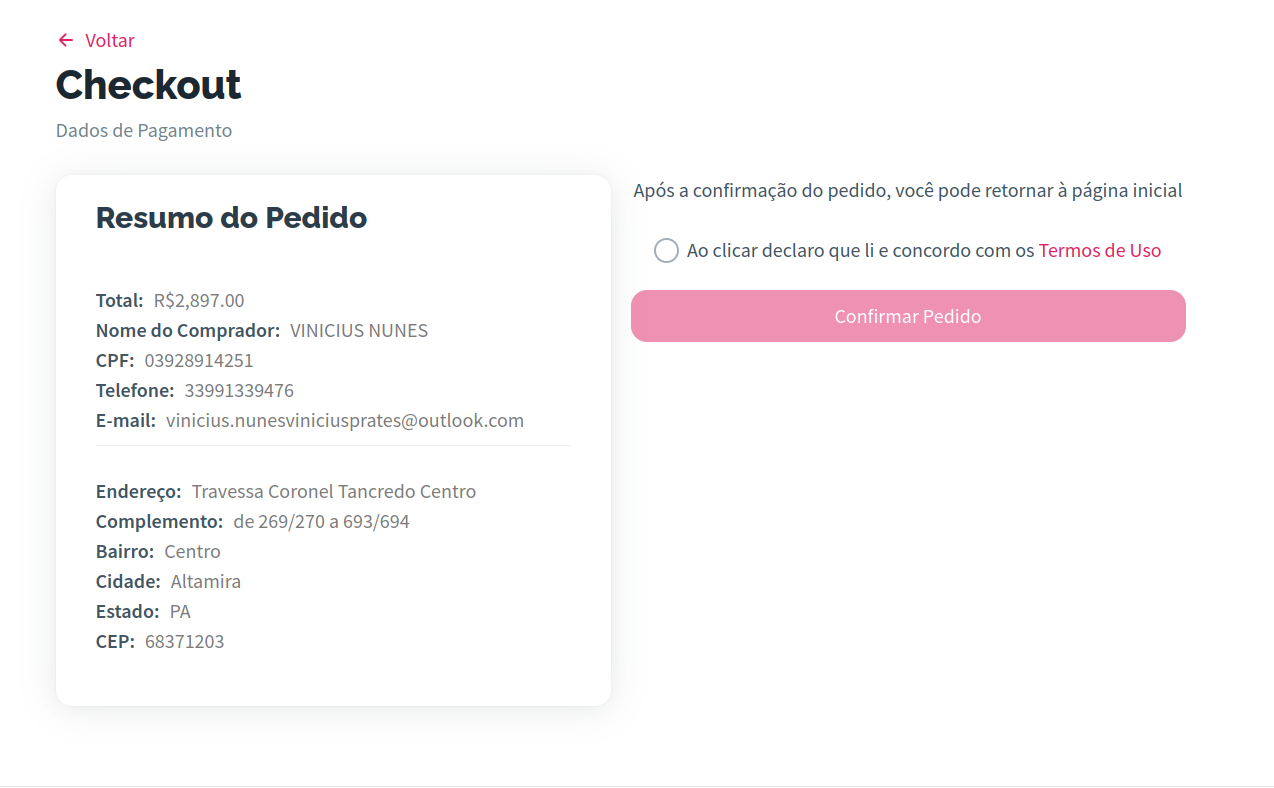 Voltar
Checkout
Dados de Pagamento
Resumo do Pedido
Total: R$2,897.00
Nome do Comprador: VINICIUS NUNES
CPF: 03928914251
Telefone: 33991339476
E-mail: vinicius.nunesviniciusprates@outlook.com
Endereço: Travessa Coronel Tancredo Centro
Complemento: de 269/270 a 693/694
Bairro: Centro
Cidade: Altamira
Estado: PA
CEP: 68371203
Após a confirmação do pedido, você pode retornar à página inicial
Ao clicar declaro que li e concordo com os Termos de Uso
Confirmar Pedido